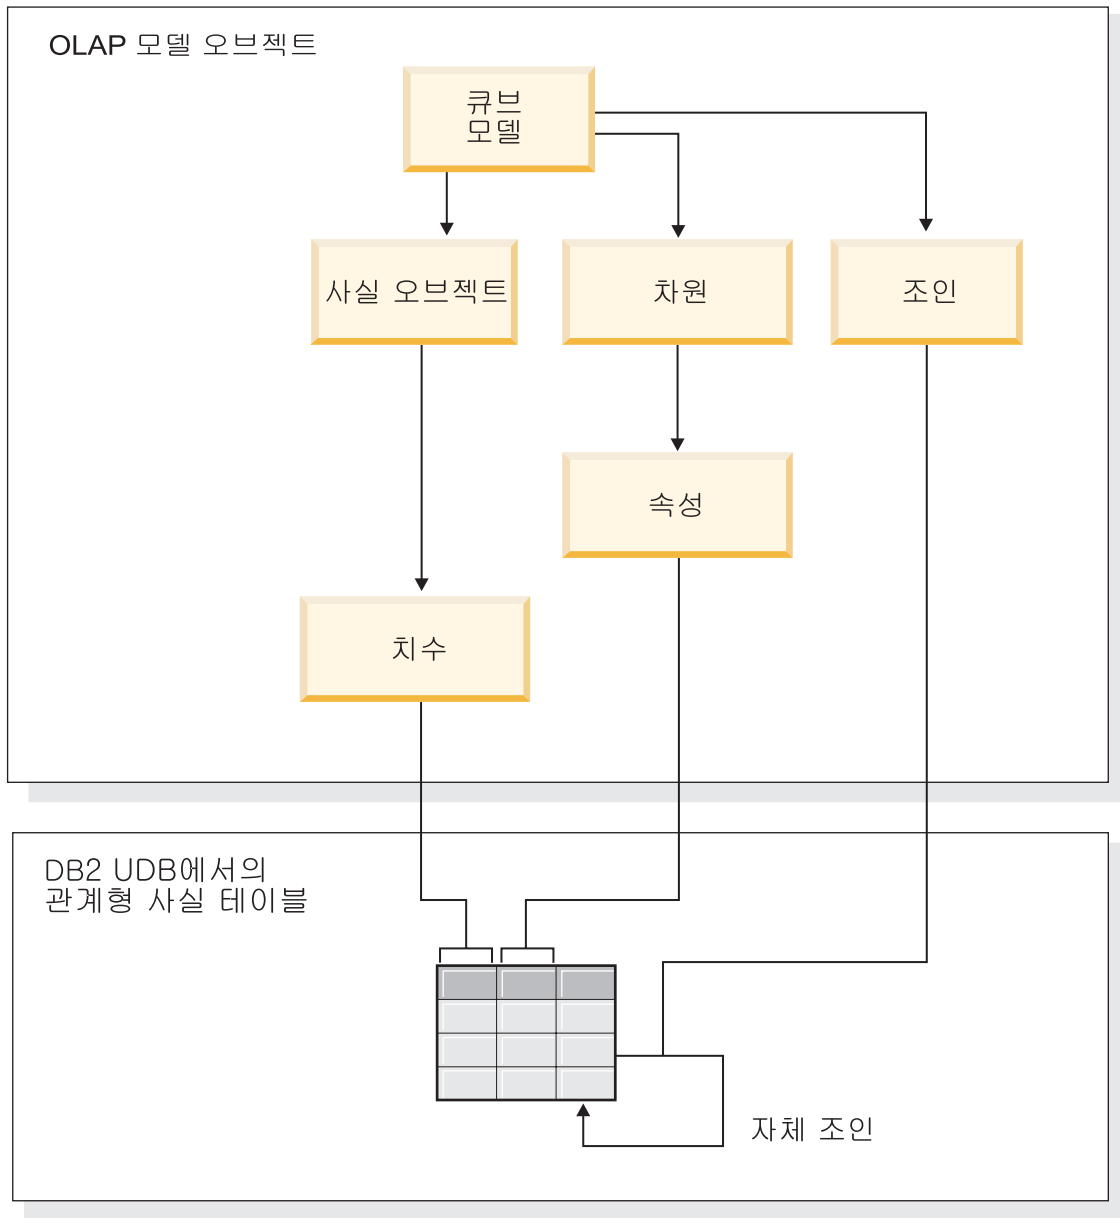 OLAP 모델 오브젝트
큐브
모델
사실 오브젝트
차원
조인
속성
치수
DB2 UDB에서의
관계형 사실 테이블
자체 조인